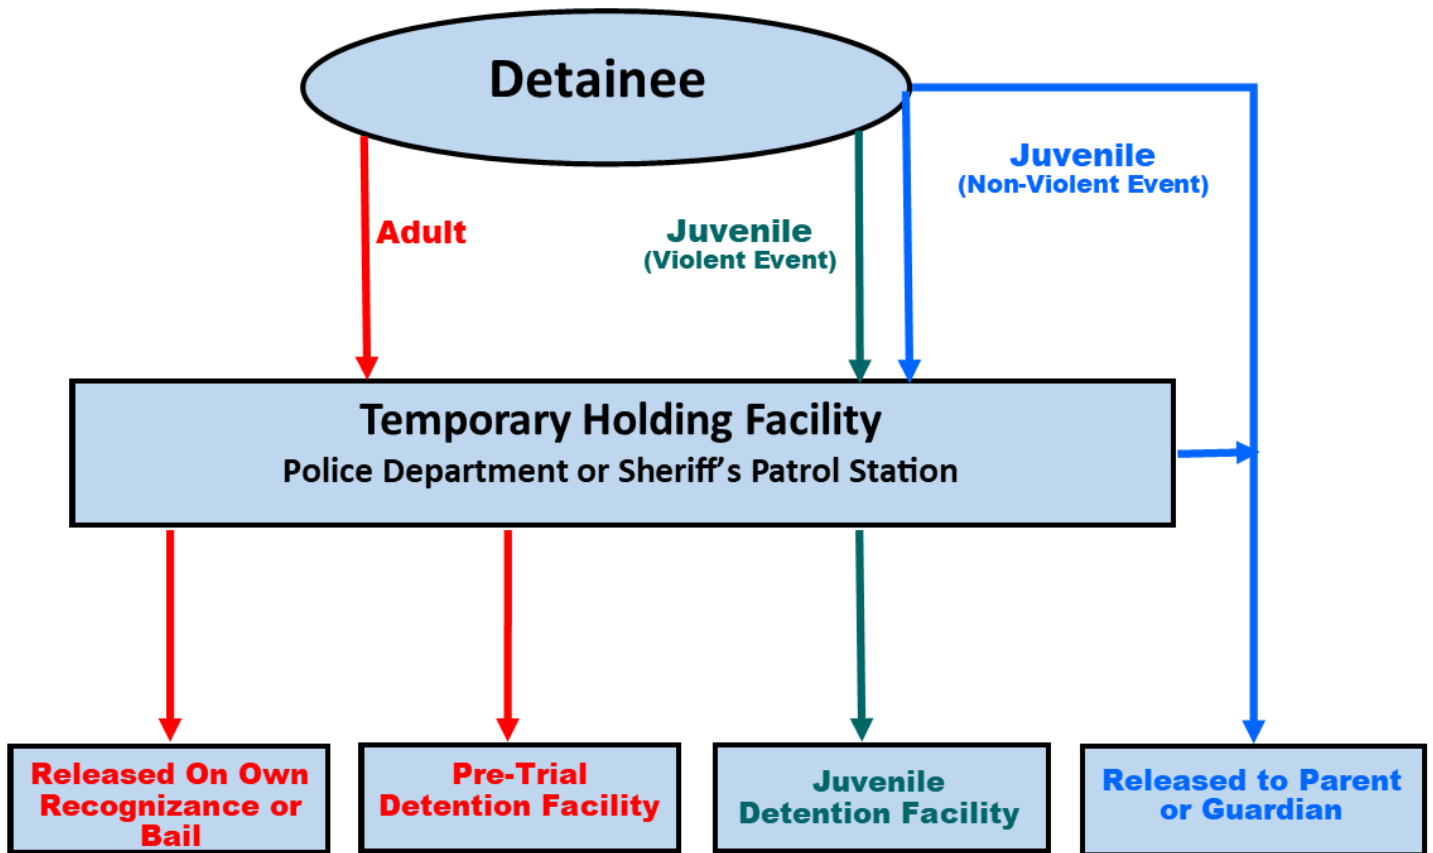 Detainee
Juvenile
(Non-Violent Event)
Adult
Juvenile
(Violent Event)
Temporary Holding Facility
Police Department or Sheriff’s Patrol Station
Released On Own
Recognizance or
Bail
Pre-Trial
Detention Facility
Juvenile
Detention Facility
Released to Parent
or Guardian